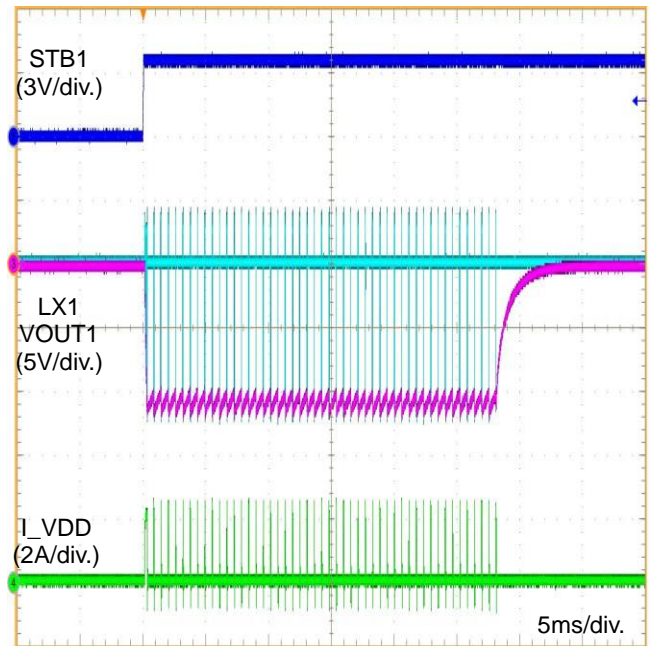 STB1
(3V/div.)
LX1
VOUT1
(5V/div.)
I_VDD
(2A/div.)
5ms/div.